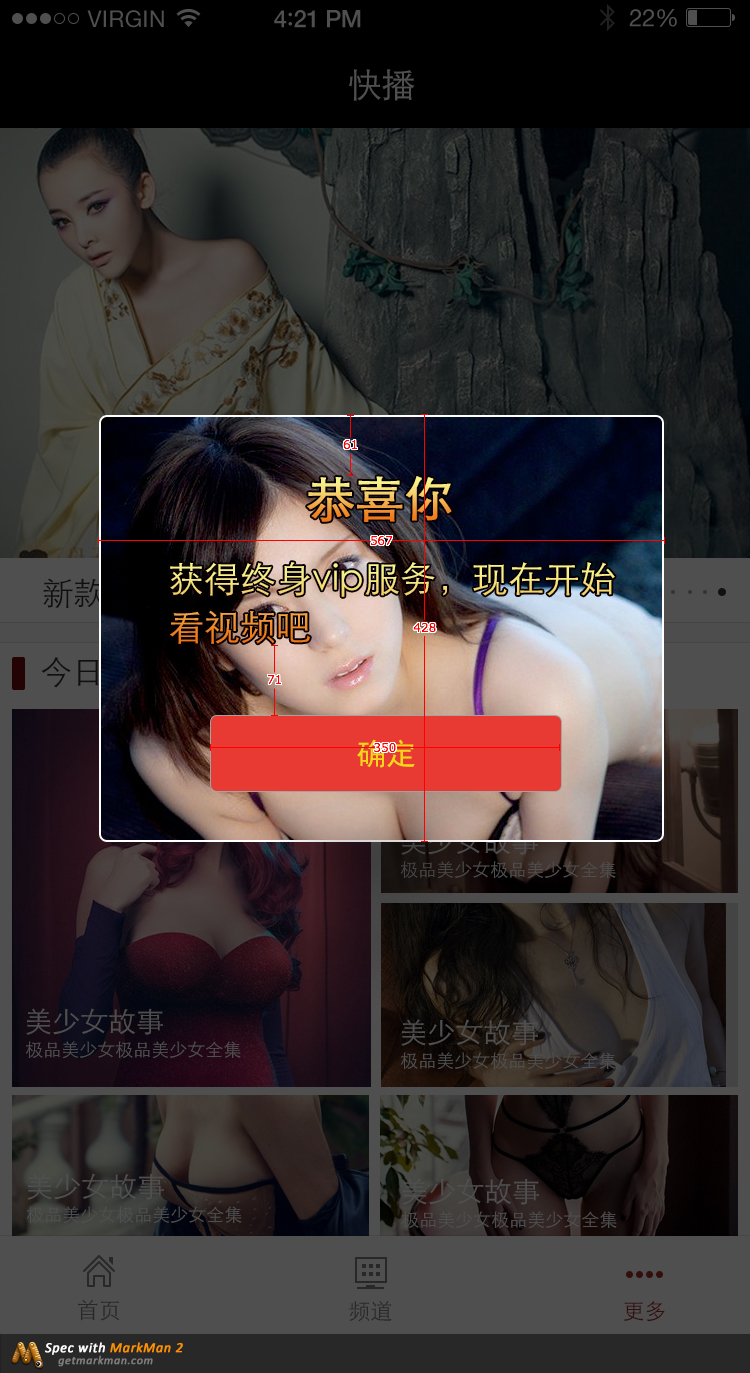 VIRGIN 4:21 PM 22%
快播
61
恭喜你
567
获得终身vip服务，现在开始
看视频吧
新款
428
今日
71
350
确定
美少女故事
极品美少女极品美少女全集
美少女故事
极品美少女极品美少女全集
美少女故事
极品美少女极品美少女全集
美少女故事
极品美少女极品美少女全集
美少女故事
极品美少女极品美少女全集
首页
频道
更多
Spec with MarkMan 2
getmarkman.com